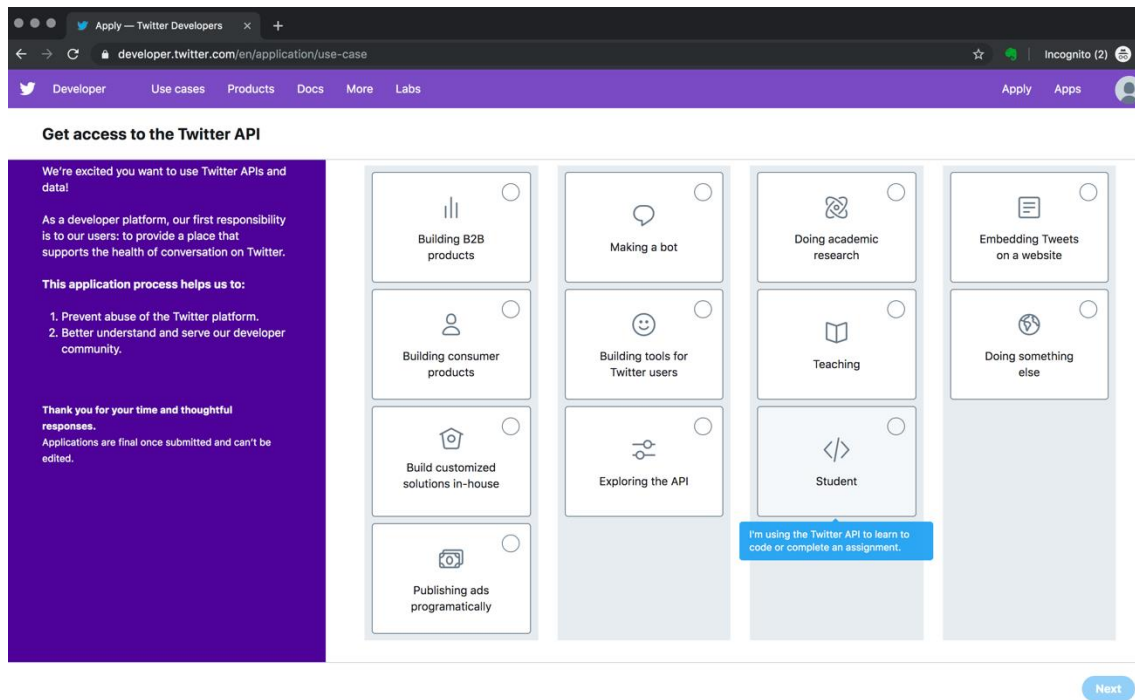 Apply — Twitter Developers
developer.twitter.com/en/application/use-case
Incognito (2)
Developer Use cases Products Docs More Labs Apply Apps
Get access to the Twitter API
We're excited you want to use Twitter APIs and
data!
As a developer platform, our first responsibility
is to our users: to provide a place that
supports the health of conversation on Twitter.
This application process helps us to:
1. Prevent abuse of the Twitter platform.
2. Better understand and serve our developer
community.
Thank you for your time and thoughtful
responses.
Applications are final once submitted and can't be
edited.
Building B2B
products
Building consumer
products
Build customized
solutions in-house
Publishing ads
programatically
Making a bot
Building tools for
Twitter users
Exploring the API
Doing academic
research
Teaching
Student
I'm using the Twitter API to learn to
code or complete an assignment.
Embedding Tweets
on a website
Doing something
else
Next